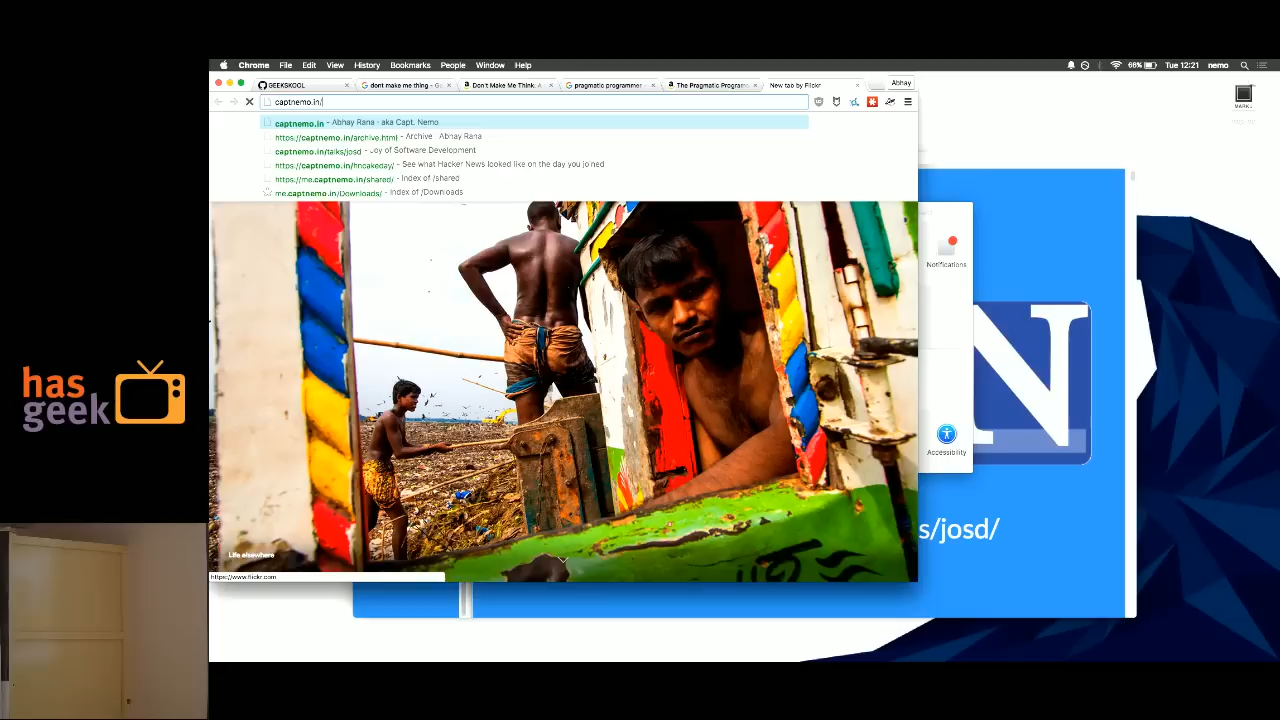 Chrome File Edit View History Bookmarks People Window Help
66% Tue 12:21 nemo
GEEKSKOOL
dont make me thing - G
Don't Make Me Think, A
pragmatic programmer -
The Pragmatic Program
New tab by Flickr
Abhay
captnemo.in/
captnemo.in - Abhay Rana - aka Capt. Nemo
https://captnemo.in/archive.html - Archive Abhay Rana
captnemo.in/talks/josd - Joy of Software Development
https://captnemo.in/hncakeday/ - See what Hacker News looked like on the day you joined
https://me.captnemo.in/shared/ - Index of /shared
me.captnemo.in/Downloads/ - Index of /Downloads
Notifications
N
Accessibility
s/josd/
has
geek
Life elsewhere
https://www.flickr.com